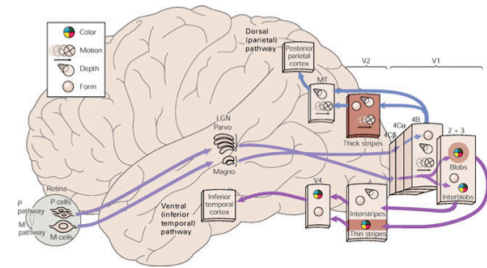 Color
Motion
Depth
Form
Dorsal
(parietal)
pathway
Posterior
parietal
cortex
V2
V1
MT
Thick stripes
4Cα
4B
4Cβ
2 + 3
Blobs
Interblobs
LGN
Parvo
Magno
Retina
P cells
M cells
P
pathway
M
pathway
Ventral
(inferior
temporal)
pathway
Inferior
temporal
cortex
V4
Interstripes
Thin stripes